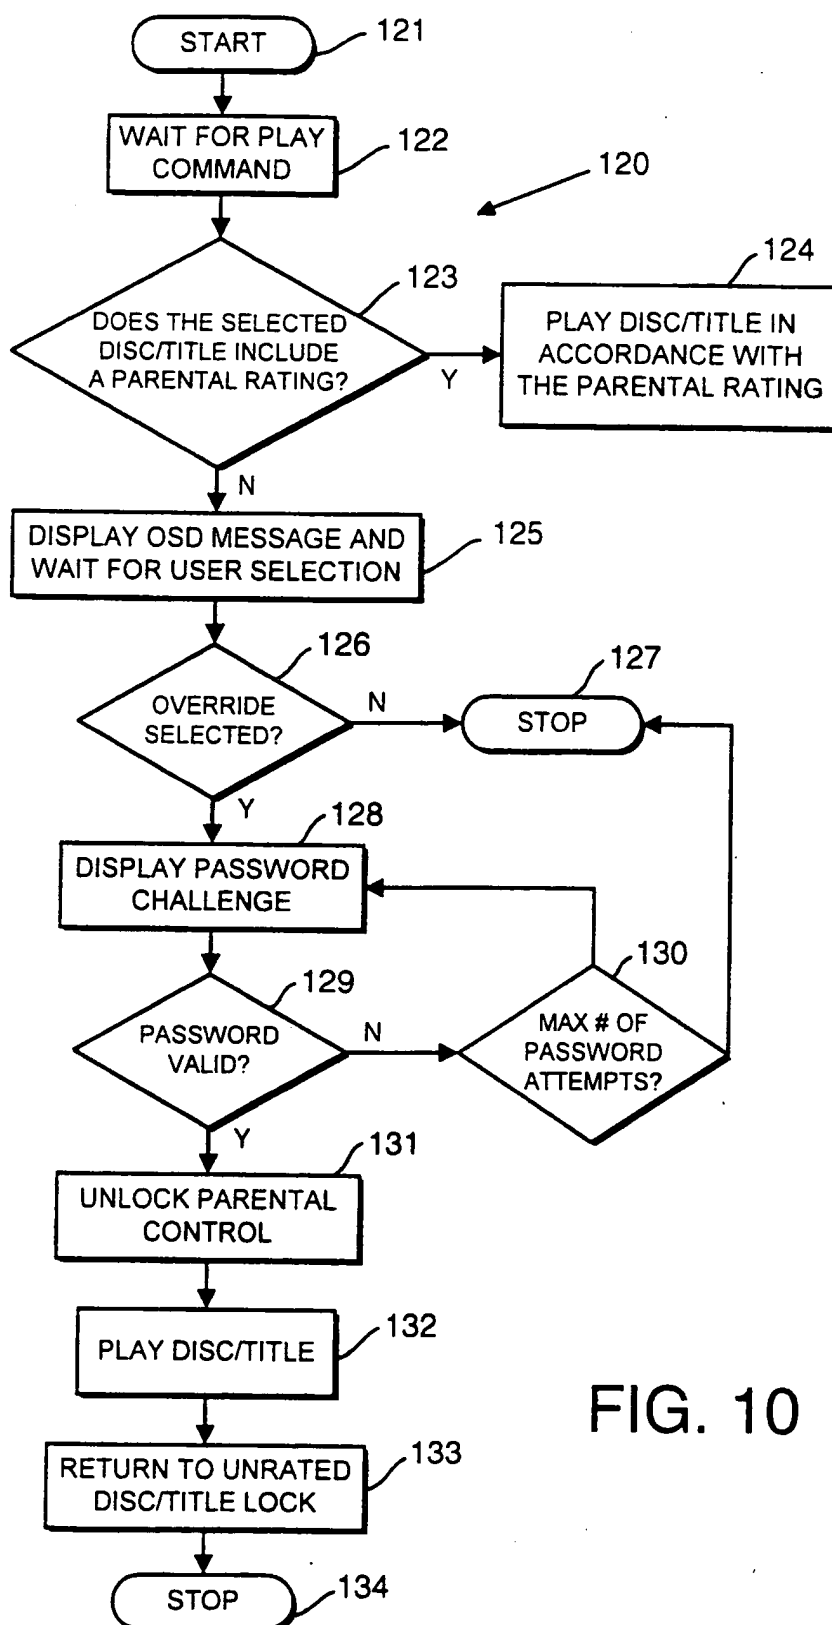 START
121
WAIT FOR PLAY
COMMAND
122
120
123
DOES THE SELECTED
DISC/TITLE INCLUDE
A PARENTAL RATING?
Y
124
PLAY DISC/TITLE IN
ACCORDANCE WITH
THE PARENTAL RATING
N
DISPLAY OSD MESSAGE AND
WAIT FOR USER SELECTION
125
126
OVERRIDE
SELECTED?
N
127
STOP
Y
128
DISPLAY PASSWORD
CHALLENGE
129
PASSWORD
VALID?
N
130
MAX # OF
PASSWORD
ATTEMPTS?
Y
131
UNLOCK PARENTAL
CONTROL
PLAY DISC/TITLE
132
RETURN TO UNRATED
DISC/TITLE LOCK
133
STOP
134
FIG. 10